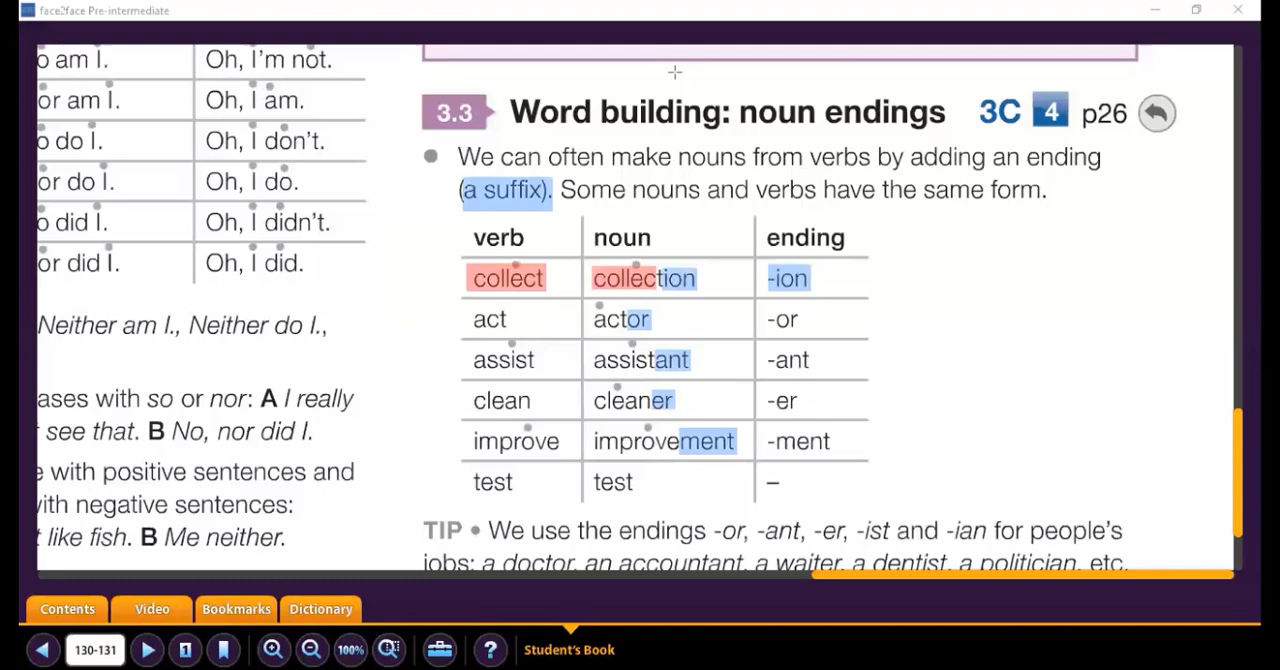 face2face Pre-intermediate
o am I. Oh, I'm not.
or am I. Oh, I am.
o do I. Oh, I don't.
or do I. Oh, I do.
o did I. Oh, I didn't.
or did I. Oh, I did.
Neither am I., Neither do I.,
ases with so or nor: A I really
see that. B No, nor did I.
e with positive sentences and
ith negative sentences:
t like fish. B Me neither.
3.3 Word building: noun endings 3C 4 p26
• We can often make nouns from verbs by adding an ending
(a suffix). Some nouns and verbs have the same form.
verb noun ending
collect collection -ion
act actor -or
assist assistant -ant
clean cleaner -er
improve improvement -ment
test test –
TIP • We use the endings -or, -ant, -er, -ist and -ian for people's
jobs: a doctor, an accountant, a waiter, a dentist, a politician, etc.
Contents Video Bookmarks Dictionary
130-131 1 100% ? Student's Book